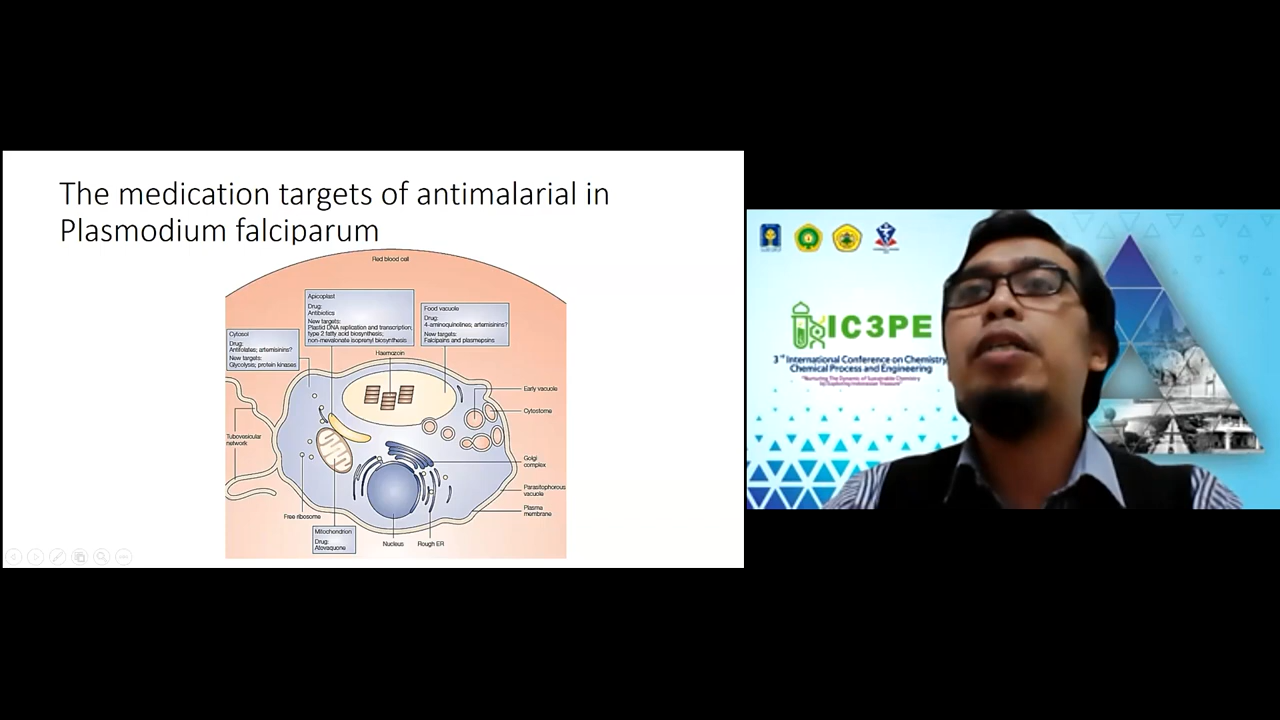 The medication targets of antimalarial in
Plasmodium falciparum
Red blood cell
Apicoplast
Drug:
Antibiotics
New targets:
Plastid DNA replication and transcription;
type 2 fatty acid biosynthesis;
non-mevalonate isoprenyl biosynthesis
Food vacuole
Drug:
4-aminoquinolines; artemisinins?
New targets:
Falcipains and plasmepsins
Cytosol
Drug:
Antifolates; artemisinins?
New targets:
Glycolysis; protein kinases
Haemozoin
Early vacuole
Cytostome
Tubovesicular
network
Golgi
complex
Parasitophorous
vacuole
Plasma
membrane
Free ribosome
Mitochondrion
Drug:
Atovaquone
Nucleus
Rough ER
IC3PE
3rd International Conference on Chemistry
Chemical Process and Engineering
"Nurturing The Dynamic of Sustainable Chemistry
by Exploring Indonesian Treasure"